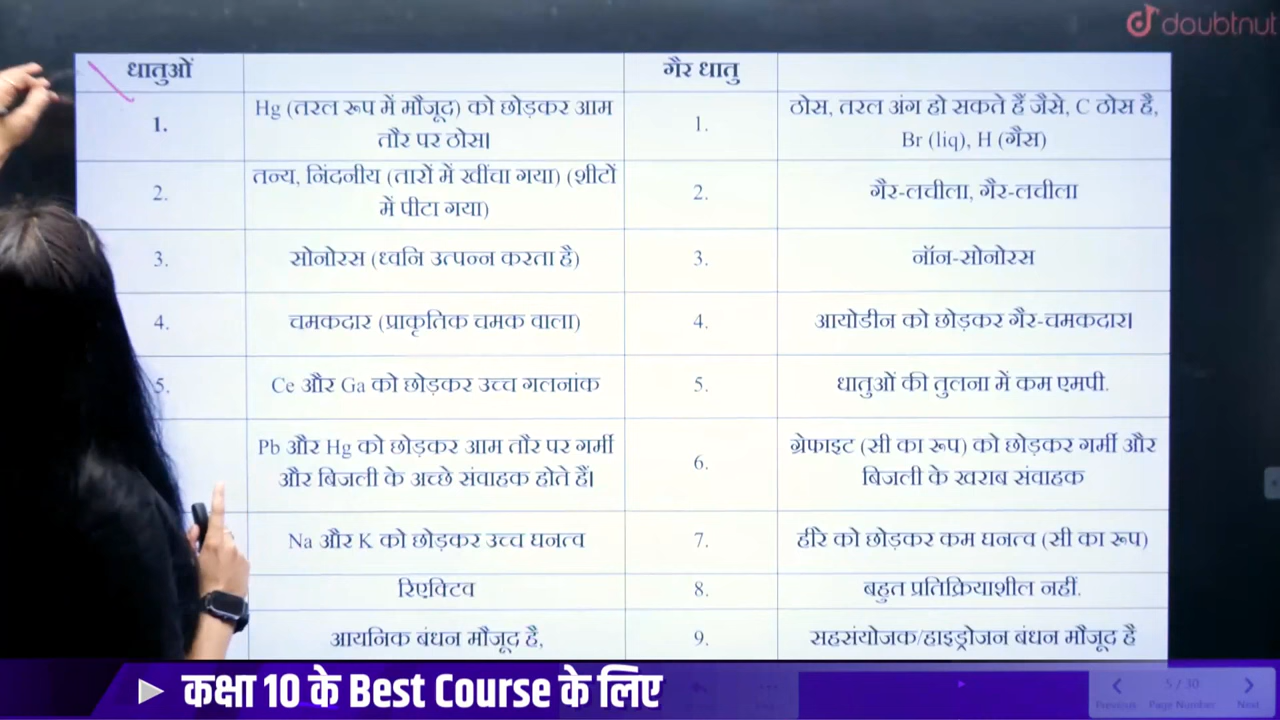 doubtnut
धातुओं
गैर धातु
1.
Hg (तरल रूप में मौजूद) को छोड़कर आम
तौर पर ठोस।
1.
ठोस, तरल अंग हो सकते हैं जैसे, C ठोस है,
Br (liq), H (गैस)
2.
तन्य, निंदनीय (तारों में खींचा गया) (शीटों
में पीटा गया)
2.
गैर-लचीला, गैर-लचीला
3.
सोनोरस (ध्वनि उत्पन्न करता है)
3.
नॉन-सोनोरस
4.
चमकदार (प्राकृतिक चमक वाला)
4.
आयोडीन को छोड़कर गैर-चमकदार।
5.
Ce और Ga को छोड़कर उच्च गलनांक
5.
धातुओं की तुलना में कम एमपी.
Pb और Hg को छोड़कर आम तौर पर गर्मी
और बिजली के अच्छे संवाहक होते हैं।
6.
ग्रेफाइट (सी का रूप) को छोड़कर गर्मी और
बिजली के खराब संवाहक
Na और K को छोड़कर उच्च घनत्व
7.
हीरे को छोड़कर कम घनत्व (सी का रूप)
रिएक्टिव
8.
बहुत प्रतिक्रियाशील नहीं.
आयनिक बंधन मौजूद है,
9.
सहसंयोजक/हाइड्रोजन बंधन मौजूद है
कक्षा 10 के Best Course के लिए
5 / 30
Previous Page Number Next